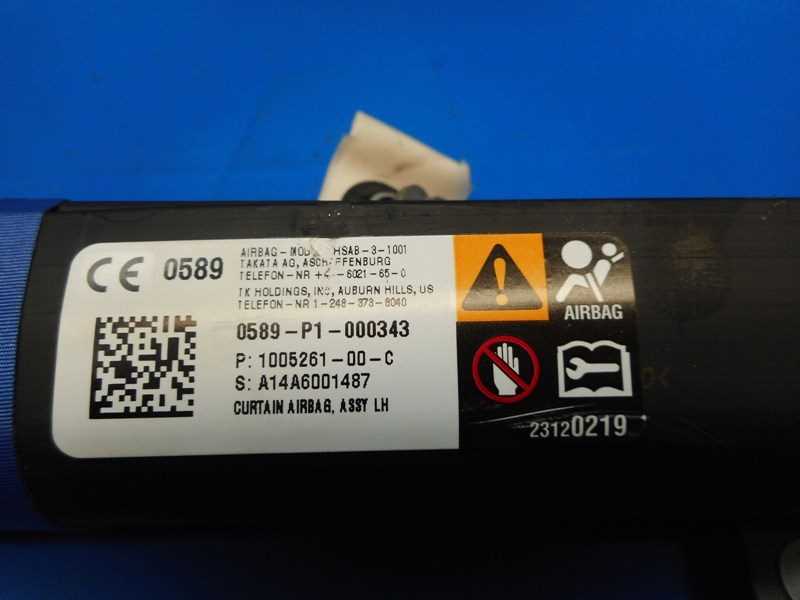 CE 0589
AIRBAG-MOD HSAB-3-1001
TAKATA AG, ASCHAFFENBURG
TELEFON-NR +4 -6021-65-0
TK HOLDINGS, INC, AUBURN HILLS, US
TELEFON-NR 1-248-373-8040
0589-P1-000343
P: 1005261-00-C
S: A14A6001487
CURTAIN AIRBAG, ASSY LH
AIRBAG
23120219